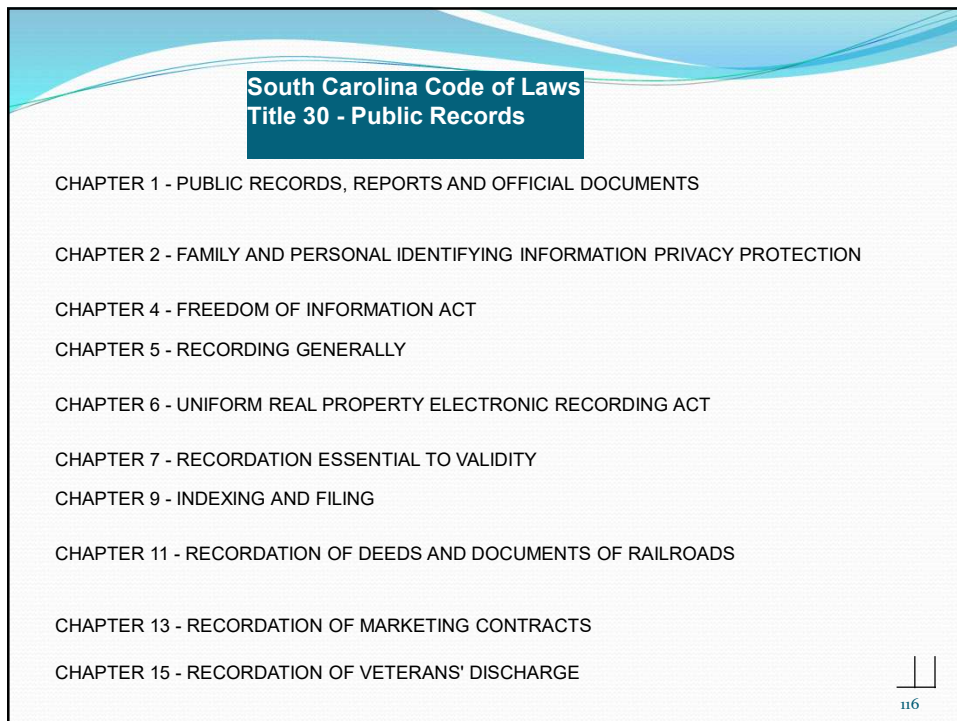 South Carolina Code of Laws
Title 30 - Public Records
CHAPTER 1 - PUBLIC RECORDS, REPORTS AND OFFICIAL DOCUMENTS
CHAPTER 2 - FAMILY AND PERSONAL IDENTIFYING INFORMATION PRIVACY PROTECTION
CHAPTER 4 - FREEDOM OF INFORMATION ACT
CHAPTER 5 - RECORDING GENERALLY
CHAPTER 6 - UNIFORM REAL PROPERTY ELECTRONIC RECORDING ACT
CHAPTER 7 - RECORDATION ESSENTIAL TO VALIDITY
CHAPTER 9 - INDEXING AND FILING
CHAPTER 11 - RECORDATION OF DEEDS AND DOCUMENTS OF RAILROADS
CHAPTER 13 - RECORDATION OF MARKETING CONTRACTS
CHAPTER 15 - RECORDATION OF VETERANS' DISCHARGE
116